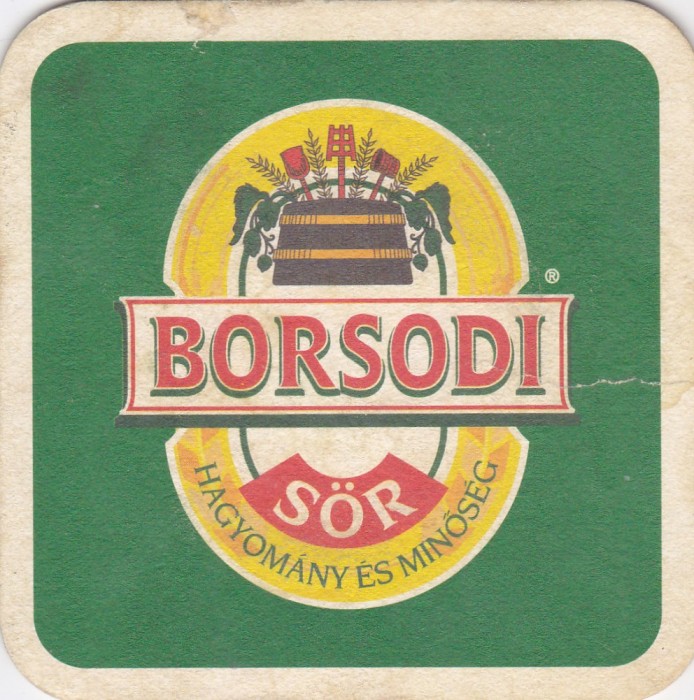 ®
BORSODI
SÖR
HAGYOMÁNY ÉS MINŐSÉG